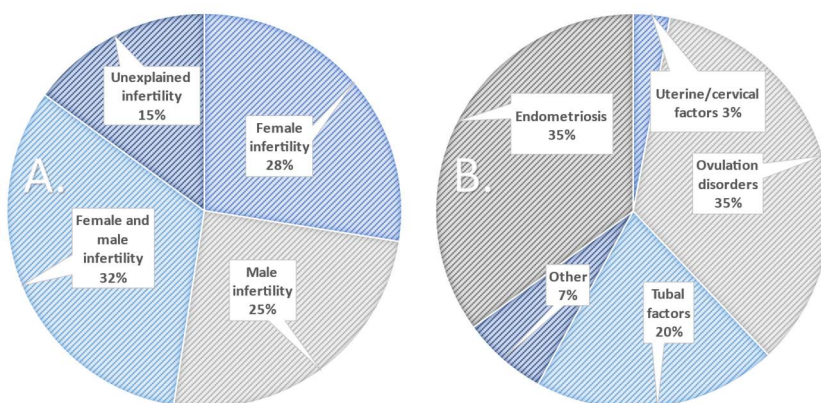 A.
Unexplained
infertility
15%
Female
infertility
28%
Female and
male
infertility
32%
Male
infertility
25%
B.
Endometriosis
35%
Uterine/cervical
factors 3%
Ovulation
disorders
35%
Other
7%
Tubal
factors
20%